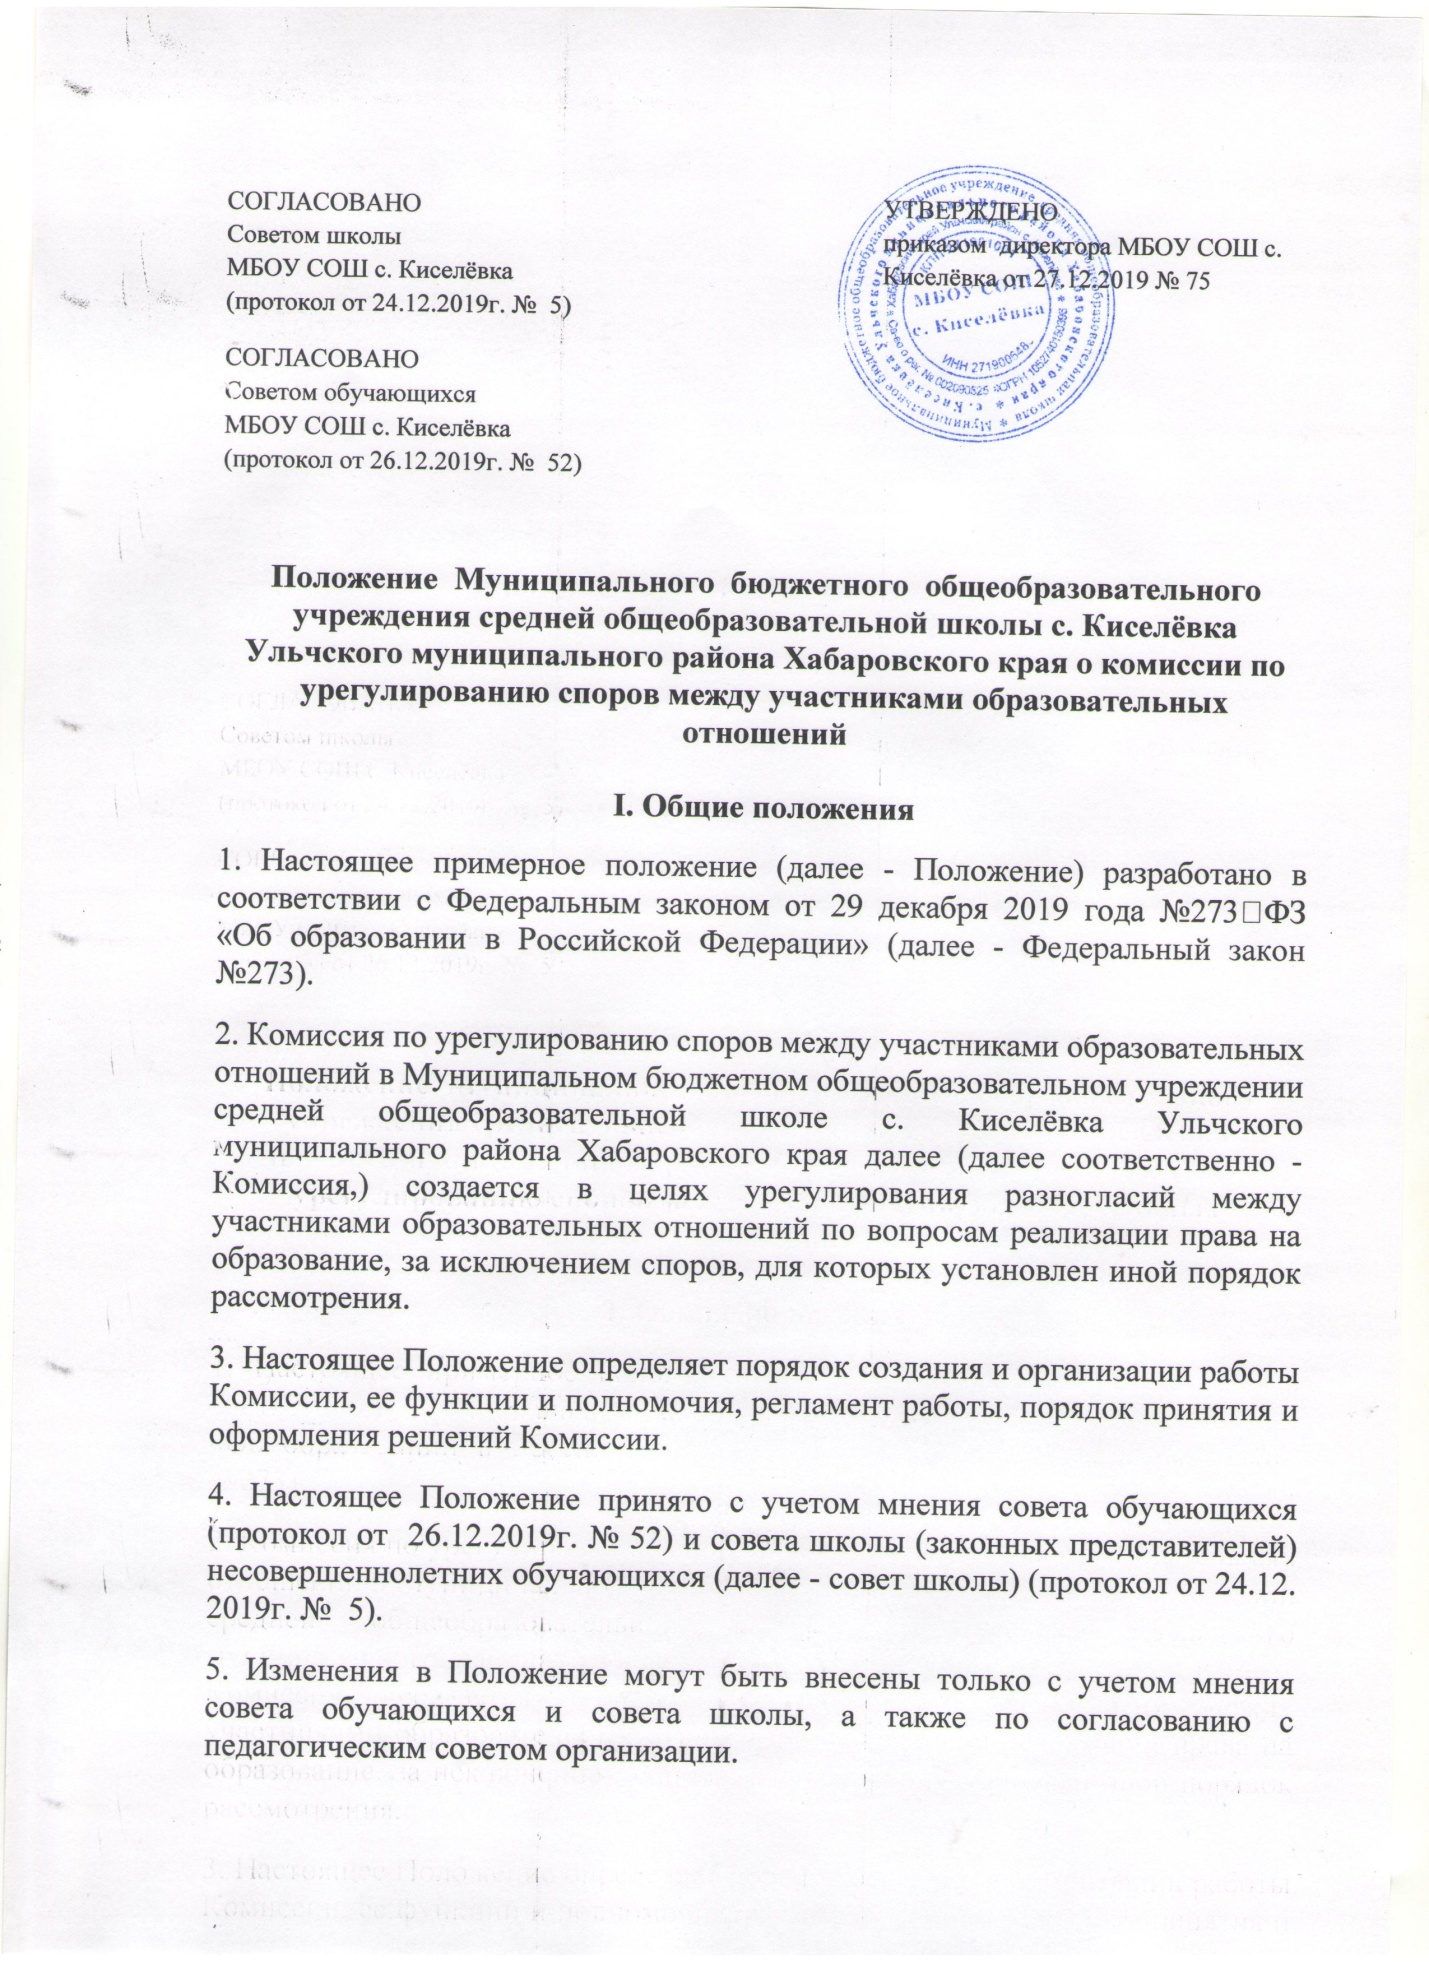 СОГЛАСОВАНО
Советом школы
МБОУ СОШ с. Киселёвка
(протокол от 24.12.2019г. № 5)
СОГЛАСОВАНО
Советом обучающихся
МБОУ СОШ с. Киселёвка
(протокол от 26.12.2019г. № 52)
УТВЕРЖДЕНО
приказом директора МБОУ СОШ с.
Киселёвка от 27.12.2019 № 75
МБОУ СОШ
с. Киселёвка
Положение Муниципального бюджетного общеобразовательного
учреждения средней общеобразовательной школы с. Киселёвка
Ульчского муниципального района Хабаровского края о комиссии по
урегулированию споров между участниками образовательных
отношений
I. Общие положения
1. Настоящее примерное положение (далее - Положение) разработано в
соответствии с Федеральным законом от 29 декабря 2019 года №273□ФЗ
«Об образовании в Российской Федерации» (далее - Федеральный закон
№273).
2. Комиссия по урегулированию споров между участниками образовательных
отношений в Муниципальном бюджетном общеобразовательном учреждении
средней общеобразовательной школе с. Киселёвка Ульчского
муниципального района Хабаровского края далее (далее соответственно -
Комиссия,) создается в целях урегулирования разногласий между
участниками образовательных отношений по вопросам реализации права на
образование, за исключением споров, для которых установлен иной порядок
рассмотрения.
3. Настоящее Положение определяет порядок создания и организации работы
Комиссии, ее функции и полномочия, регламент работы, порядок принятия и
оформления решений Комиссии.
4. Настоящее Положение принято с учетом мнения совета обучающихся
(протокол от 26.12.2019г. № 52) и совета школы (законных представителей)
несовершеннолетних обучающихся (далее - совет школы) (протокол от 24.12.
2019г. № 5).
5. Изменения в Положение могут быть внесены только с учетом мнения
совета обучающихся и совета школы, а также по согласованию с
педагогическим советом организации.